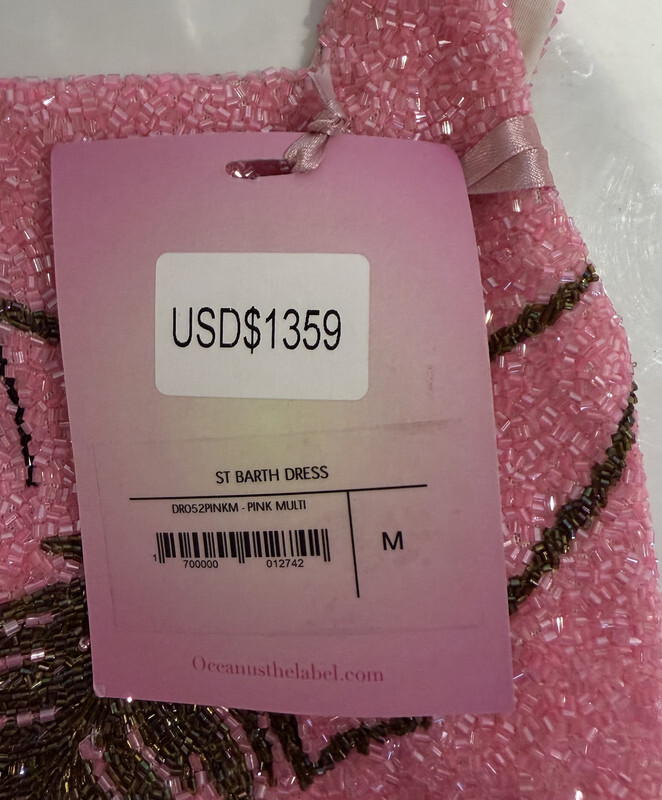 USD$1359
ST BARTH DRESS
DR052PINKM - PINK MULTI
M
1 700000 012742
Oceanusthelabel.com